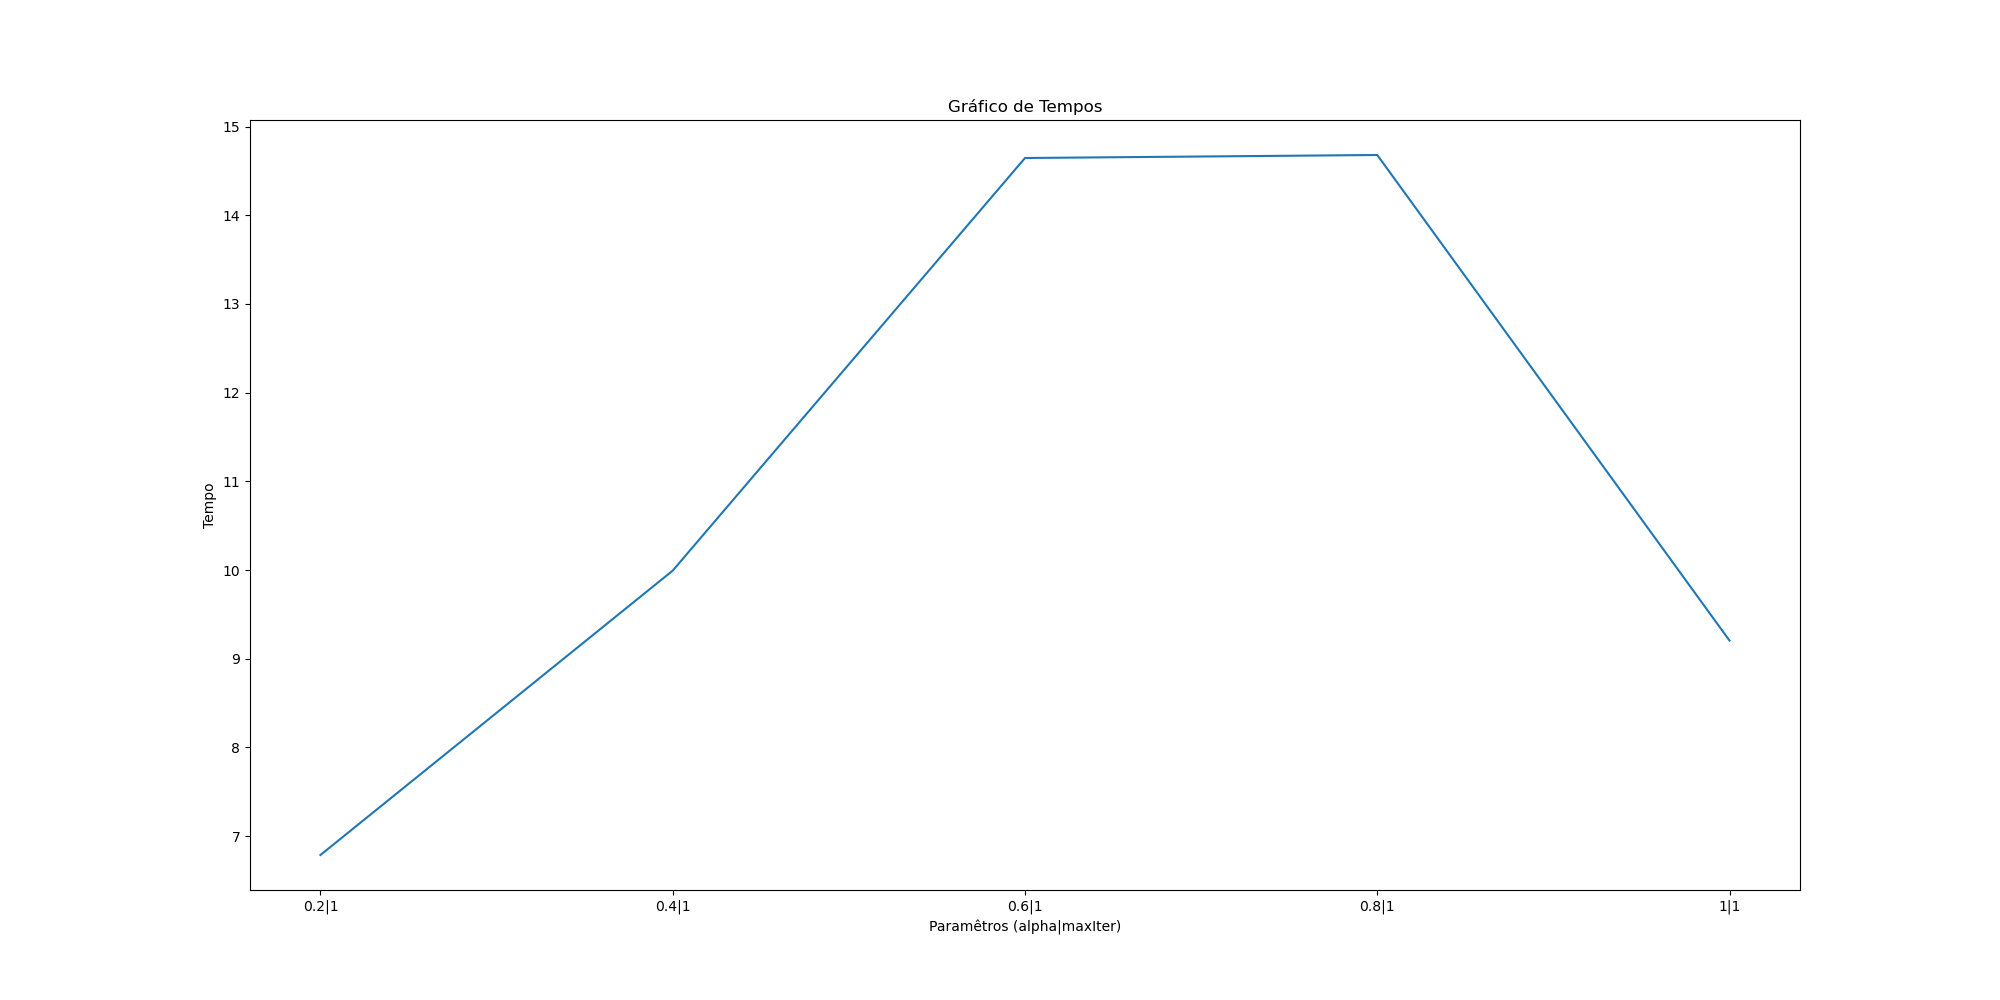 Gráfico de Tempos
15
14
13
12
11
10
9
8
7
Tempo
0.2|1 0.4|1 0.6|1 0.8|1 1|1
Paramêtros (alpha|maxIter)